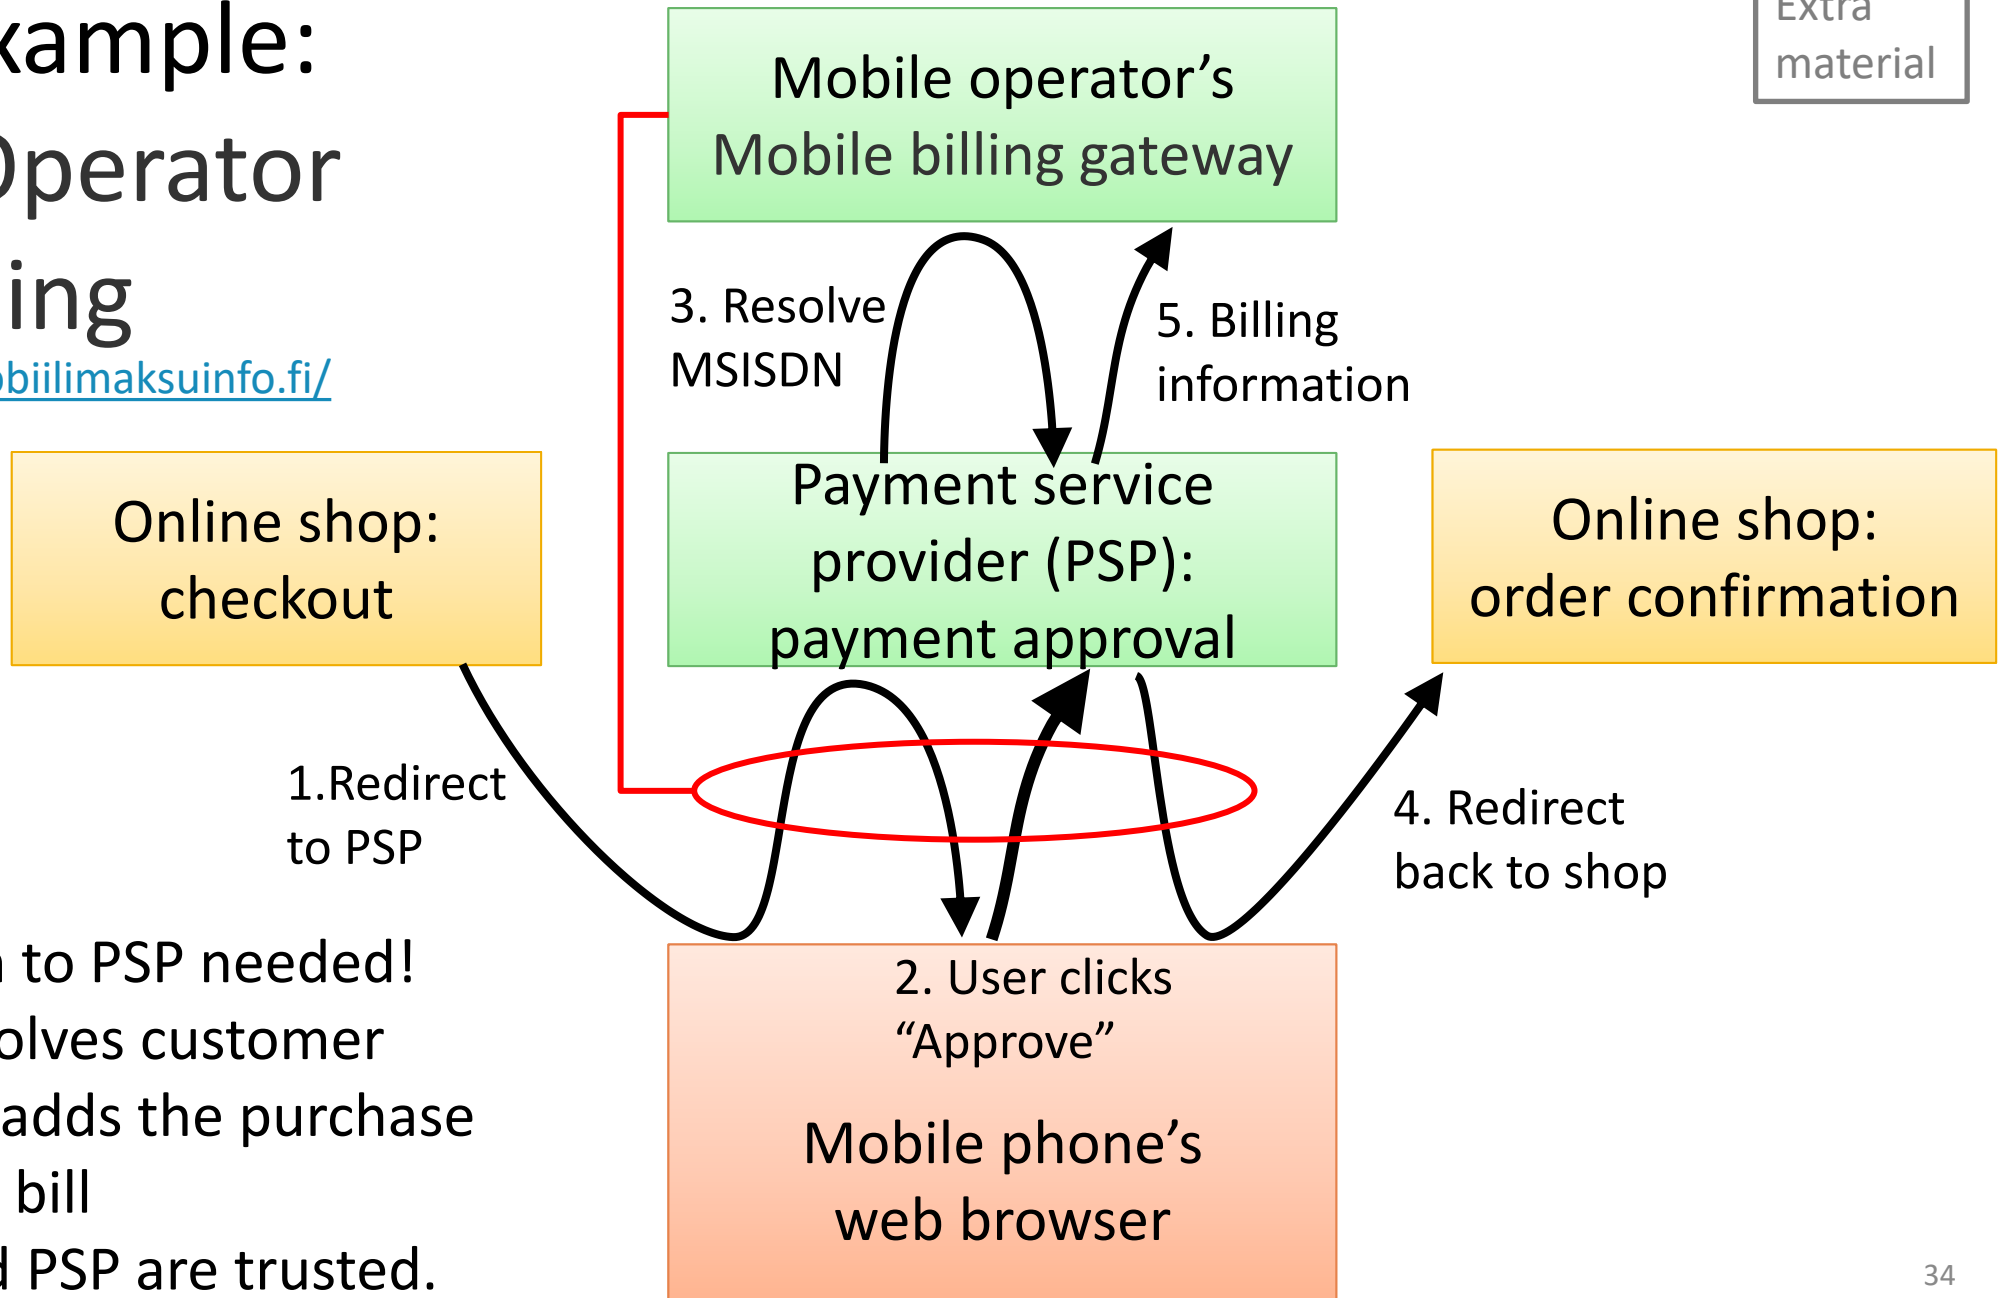 xample:
Operator
ing
obiilimaksuinfo.fi/
Extra
material
Mobile operator’s
Mobile billing gateway
3. Resolve
MSISDN
5. Billing
information
Online shop:
checkout
Payment service
provider (PSP):
payment approval
Online shop:
order confirmation
1.Redirect
to PSP
4. Redirect
back to shop
to PSP needed!
olves customer
adds the purchase
bill
PSP are trusted.
2. User clicks
“Approve”
Mobile phone’s
web browser
34